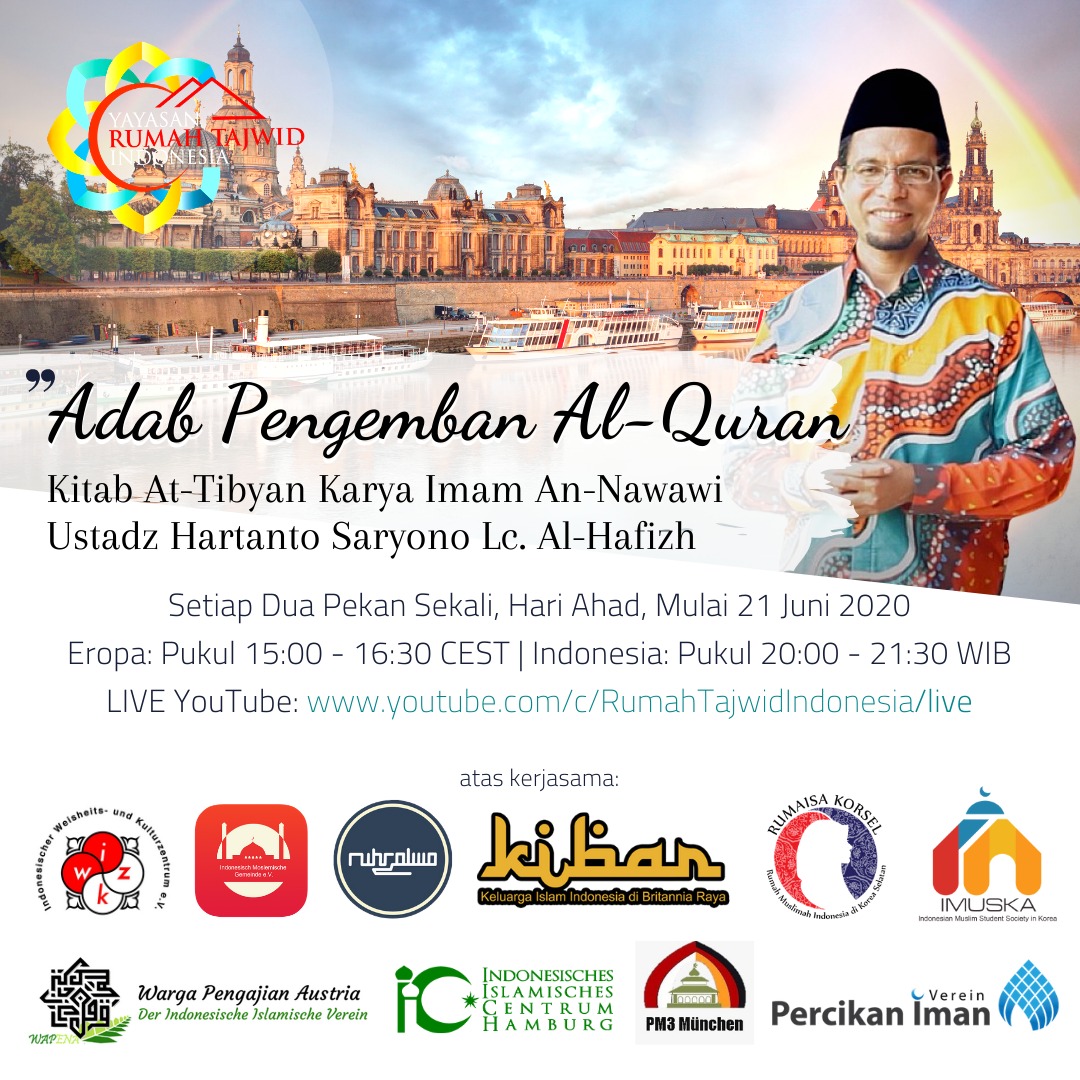 YAYASAN
RUMAH TAJWID
INDONESIA
"Adab Pengemban Al-Quran
Kitab At-Tibyan Karya Imam An-Nawawi
Ustadz Hartanto Saryono Lc. Al-Hafizh
Setiap Dua Pekan Sekali, Hari Ahad, Mulai 21 Juni 2020
Eropa: Pukul 15:00 - 16:30 CEST | Indonesia: Pukul 20:00 - 21:30 WIB
LIVE YouTube: www.youtube.com/c/RumahTajwidIndonesia/live
atas kerjasama:
Indonesischer Weisheits- und Kulturzentrum e.V.
i w z k
Indonesisch Moslemische
Gemeinde e.V.
ruhrsolwo
kibar
Keluarga Islam Indonesia di Britannia Raya
RUMAISA KORSEL
Rumah Muslimah Indonesia di Korea Selatan
IMUSKA
Indonesian Muslim Student Society in Korea
WAPENA
Warga Pengajian Austria
Der Indonesische Islamische Verein
iC
INDONESISCHES
ISLAMISCHES
CENTRUM
HAMBURG
PM3 München
Verein
Percikan Iman